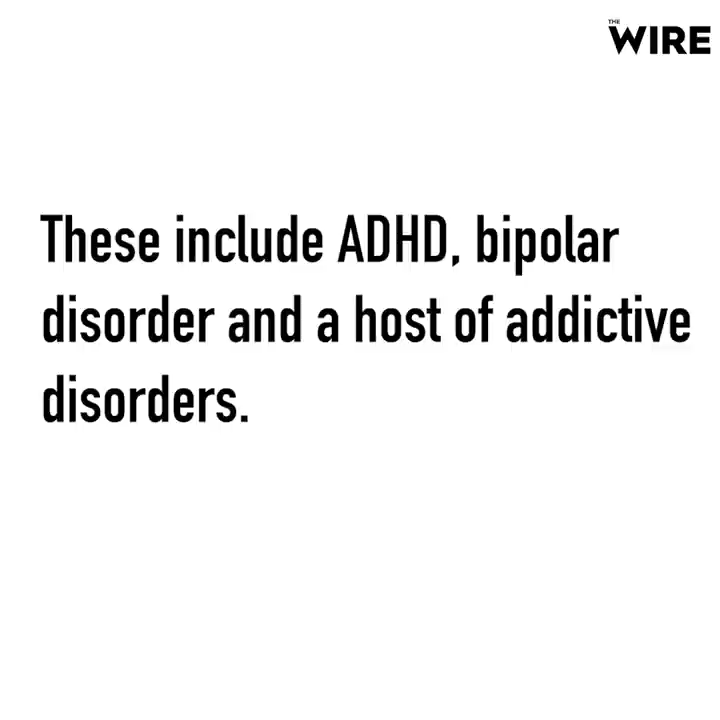 THE
WIRE
These include ADHD, bipolar
disorder and a host of addictive
disorders.